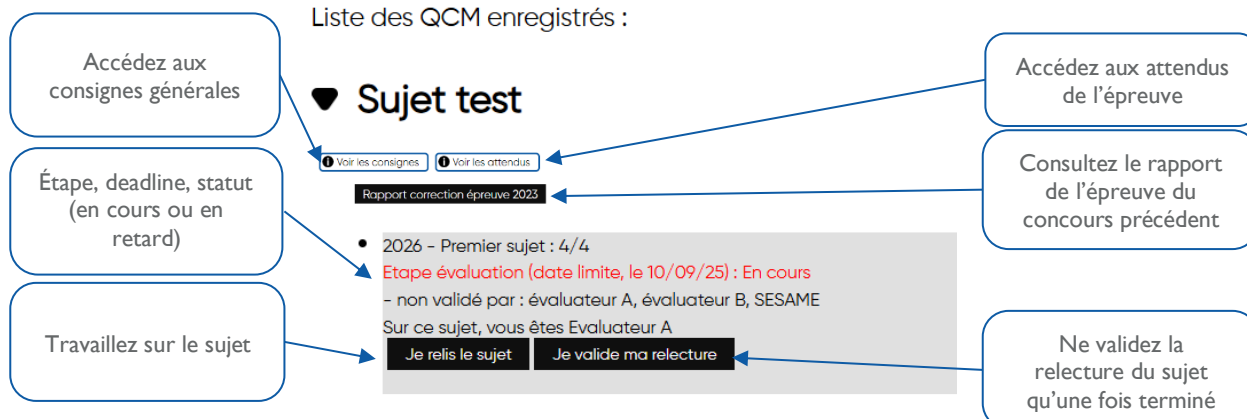 Liste des QCM enregistrés :
Accédez aux
consignes générales
Sujet test
Accédez aux attendus
de l'épreuve
Voir les consignes
Voir les attendus
Rapport correction épreuve 2023
Consultez le rapport
de l'épreuve du
concours précédent
Étape, deadline, statut
(en cours ou en
retard)
2026 - Premier sujet : 4/4
Etape évaluation (date limite, le 10/09/25) : En cours
- non validé par : évaluateur A, évaluateur B, SESAME
Sur ce sujet, vous êtes Evaluateur A
Travaillez sur le sujet
Je relis le sujet
Je valide ma relecture
Ne validez la
relecture du sujet
qu'une fois terminé